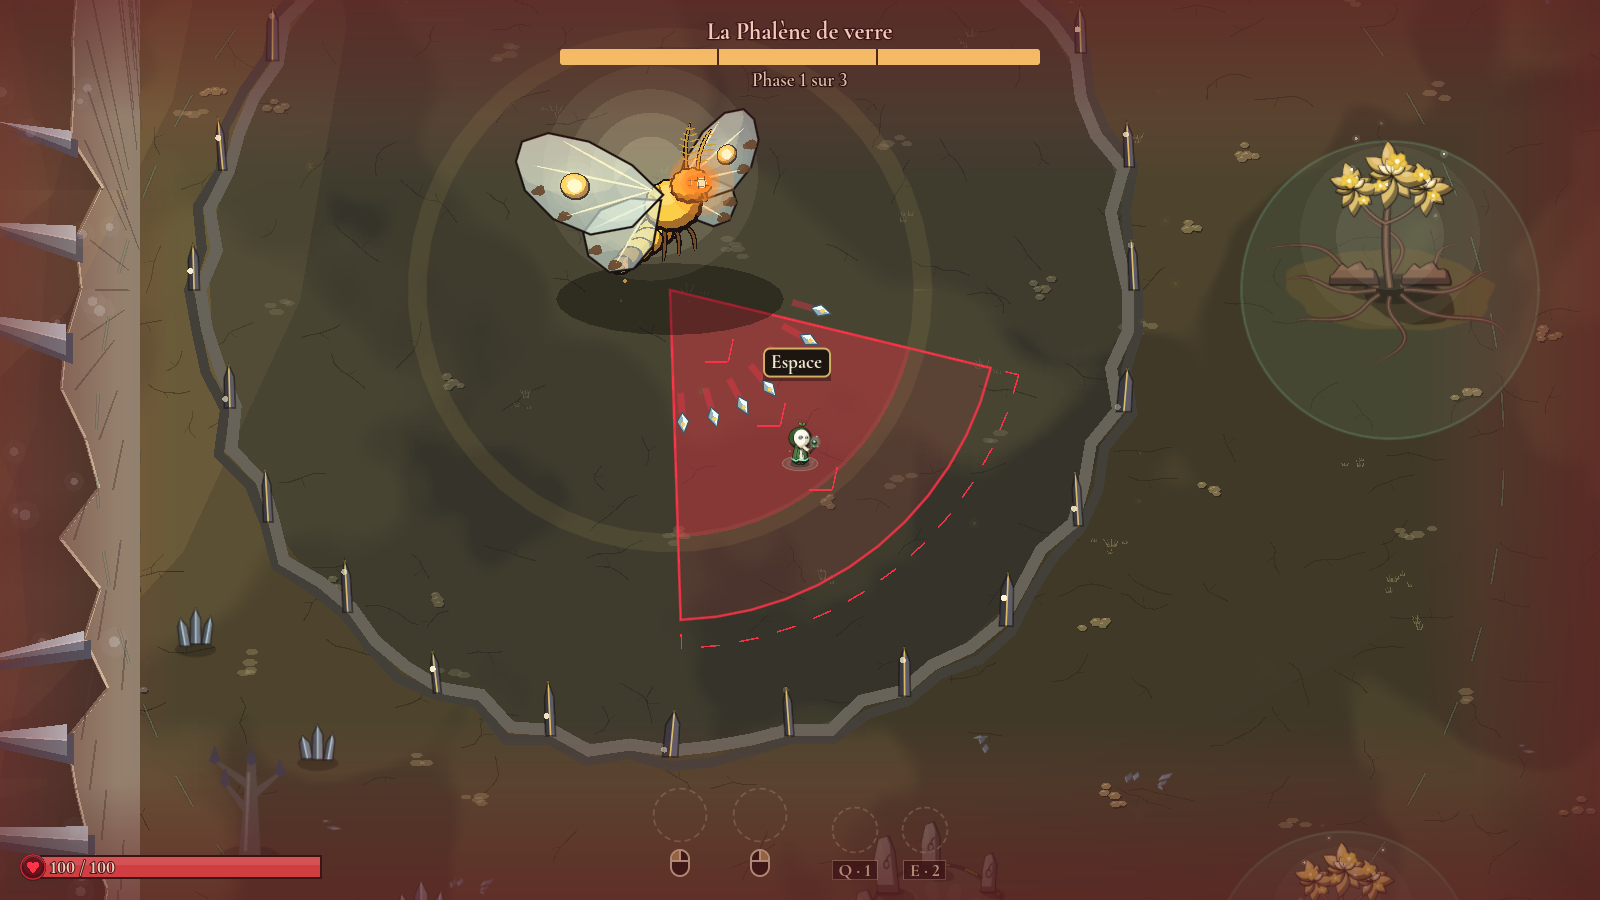 La Phalène de verre
Phase 1 sur 3
Espace
100 / 100
Q · 1
E · 2